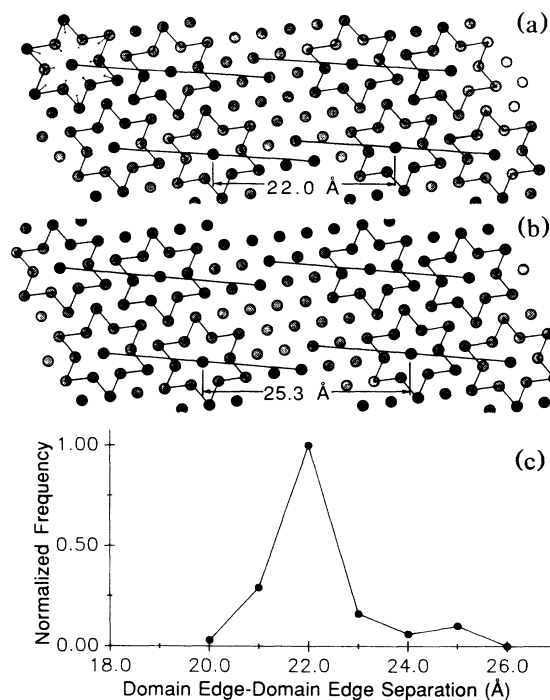 (a)
22.0 Å
(b)
25.3 Å
(c)
Normalized Frequency
1.00
0.50
0.00
18.0 20.0 22.0 24.0 26.0
Domain Edge-Domain Edge Separation (Å)